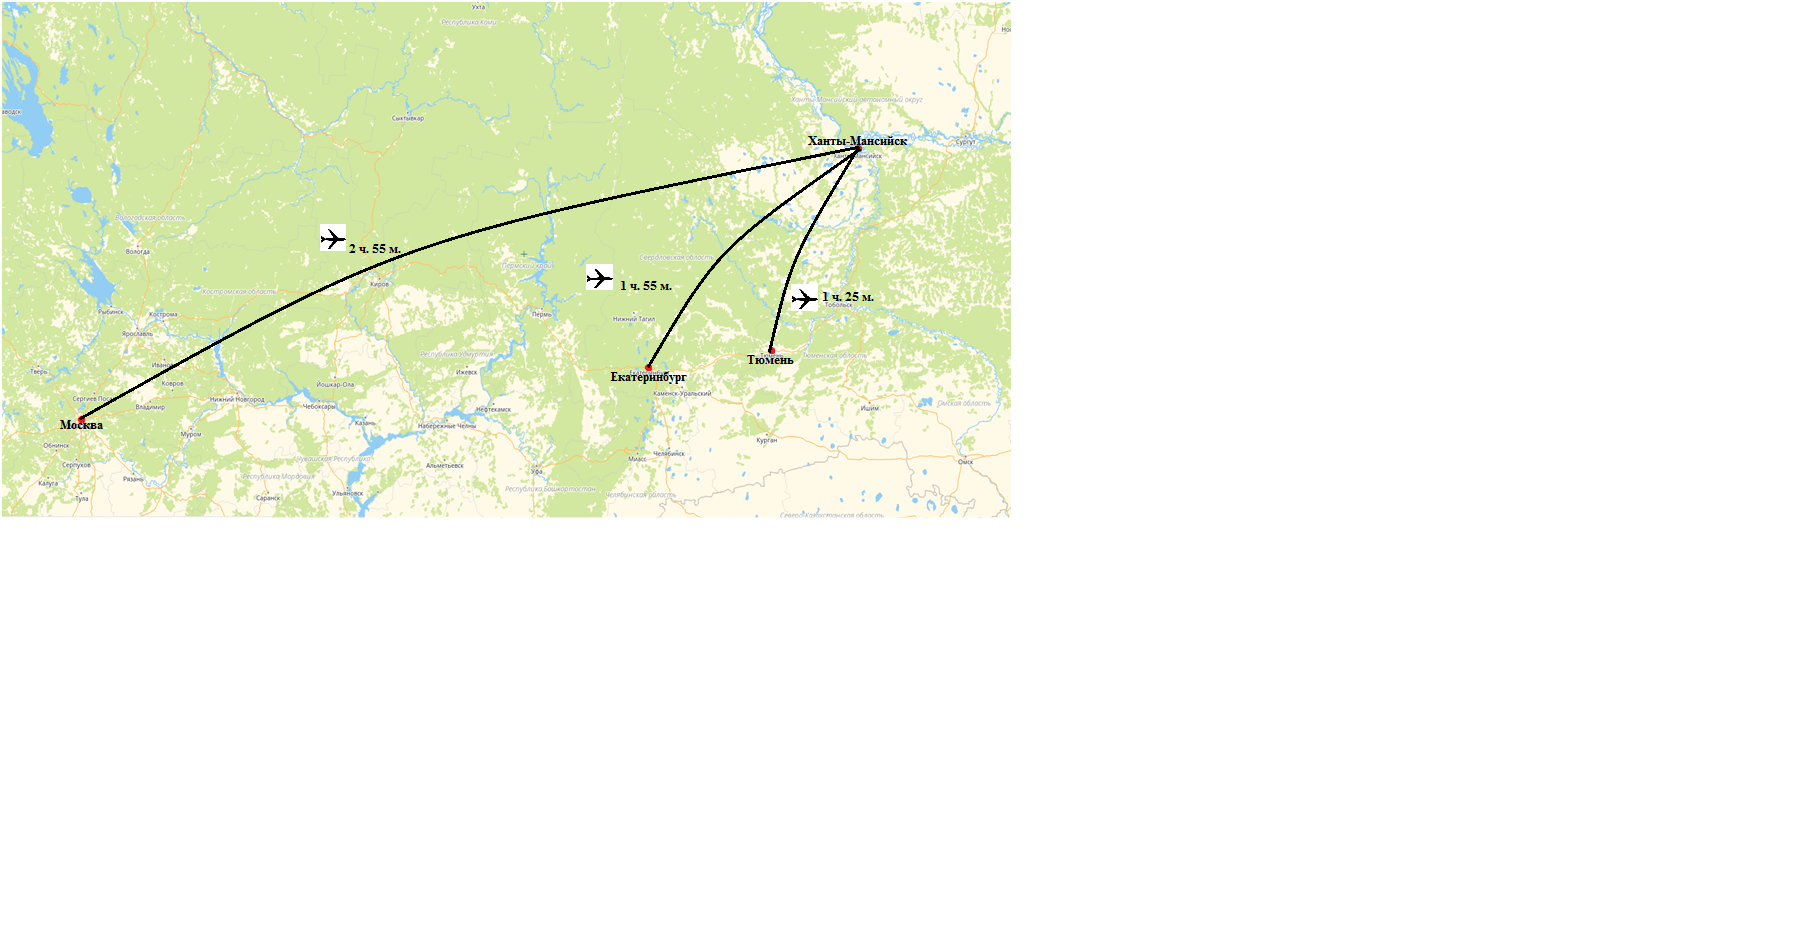 Ухта
Республика Коми
Ханты-Мансийский автономный округ
Сыктывкар
Ханты-Мансийск
Сургут
Вологодская область
Вологда
2 ч. 55 м.
Свердловская область
Пермский край
Киров
1 ч. 55 м.
Костромская область
1 ч. 25 м.
Тобольск
Рыбинск
Кострома
Пермь
Нижний Тагил
Ярославль
Республика Удмуртия
Тюменская область
Тюмень
Тверь
Ижевск
Екатеринбург
Йошкар-Ола
Ковров
Каменск-Уральский
Нижний Новгород
Владимир
Чебоксары
Нефтекамск
Ишим
Омская область
Москва
Казань
Набережные Челны
Муром
Курган
Обнинск
Челябинск
Миасс
Чувашская Республика
Омск
Серпухов
Альметьевск
Уфа
Республика Мордовия
Рязань
Калуга
Республика Башкортостан
Челябинская область
Ульяновск
Тула
Саранск
Северо-Казахстанская область